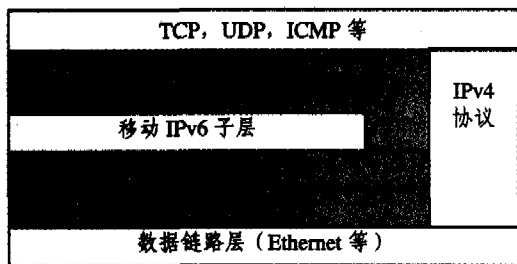 TCP，UDP，ICMP 等
IPv4
协议
移动 IPv6 子层
数据链路层（Ethernet 等）